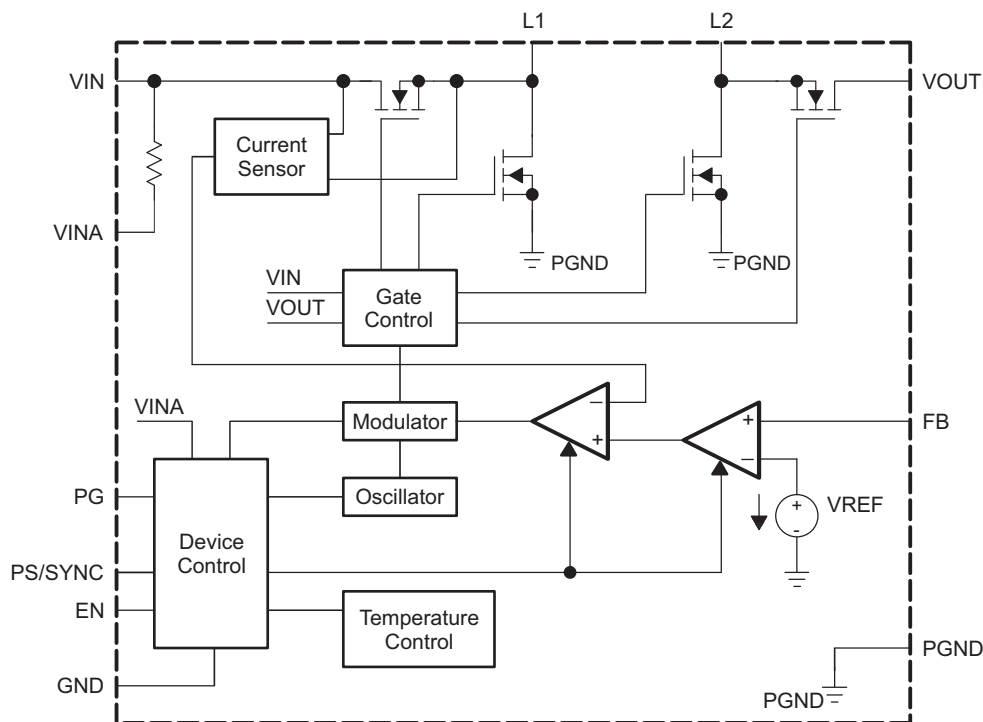 L1
L2
VIN
VOUT
Current
Sensor
VINA
PGND
PGND
VIN
VOUT
Gate
Control
VINA
Modulator
−
+
+
−
FB
PG
Oscillator
+
-
VREF
Device
Control
PS/SYNC
EN
Temperature
Control
PGND
GND
PGND